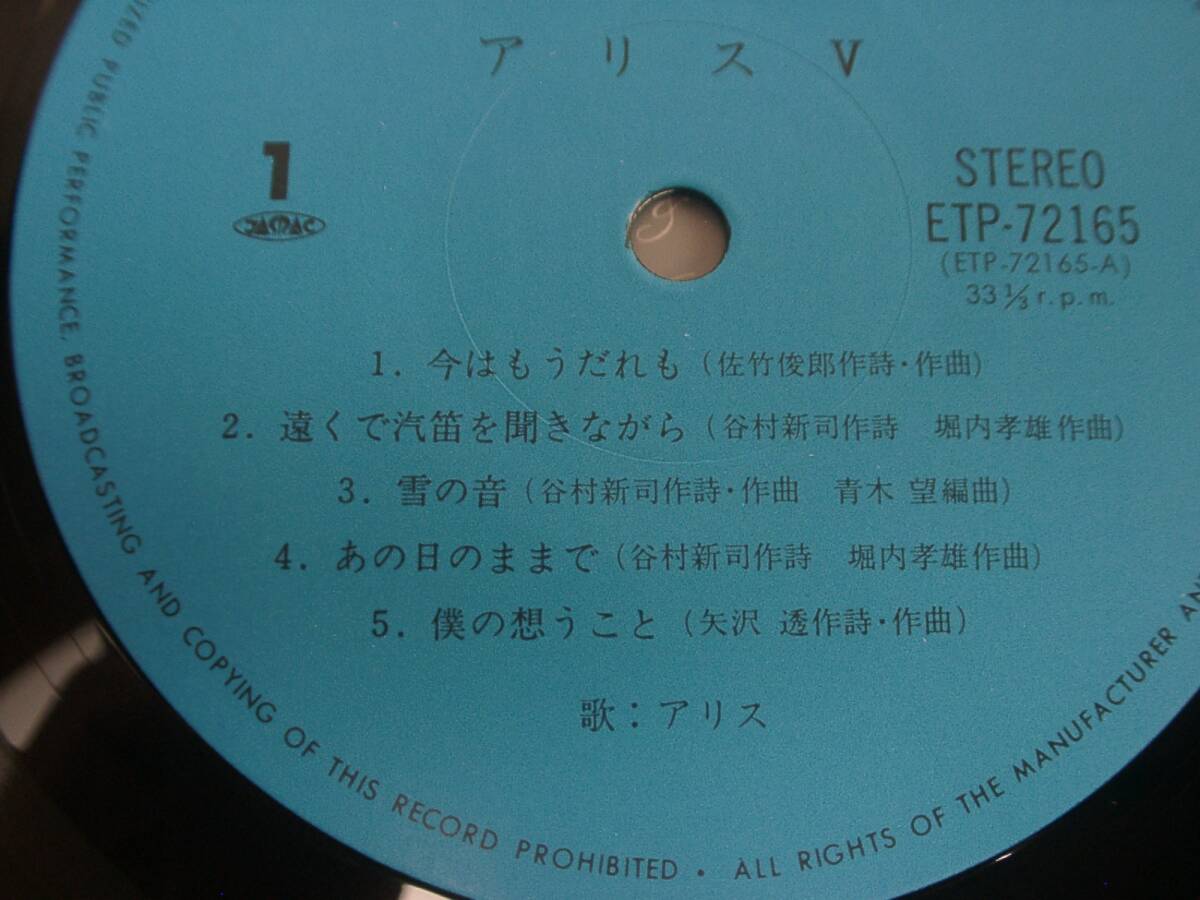 アリスV
1
JAMAC
STEREO
ETP-72165
(ETP-72165-A)
33⅓ r.p.m.
1. 今はもうだれも (佐竹俊郎作詩・作曲)
2. 遠くで汽笛を聞きながら (谷村新司作詩 堀内孝雄作曲)
3. 雪の音 (谷村新司作詩・作曲 青木 望編曲)
4. あの日のままで (谷村新司作詩 堀内孝雄作曲)
5. 僕の想うこと (矢沢 透作詩・作曲)
歌：アリス
PUBLIC PERFORMANCE, BROADCASTING AND COPYING OF THIS RECORD PROHIBITED • ALL RIGHTS OF THE MANUFACTURER